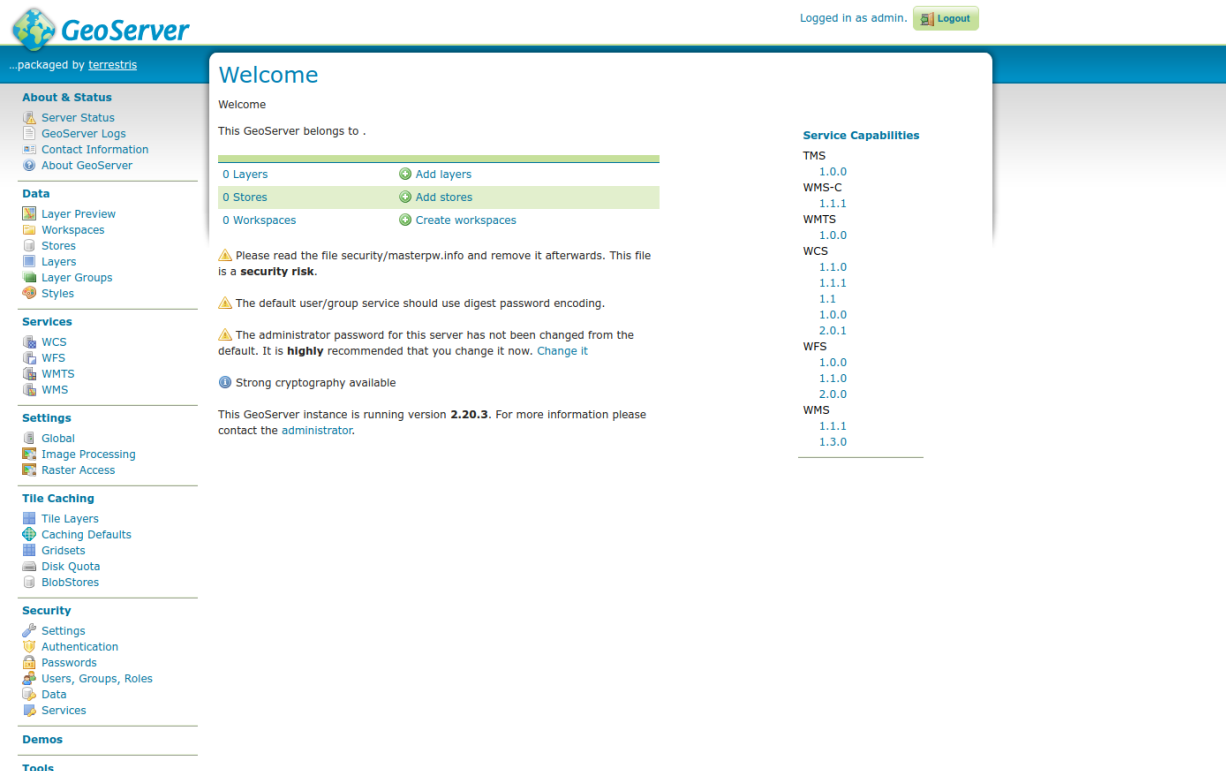 GeoServer
Logged in as admin.
Logout
...packaged by terrestris
About & Status
Server Status
GeoServer Logs
Contact Information
About GeoServer
Data
Layer Preview
Workspaces
Stores
Layers
Layer Groups
Styles
Services
WCS
WFS
WMTS
WMS
Settings
Global
Image Processing
Raster Access
Tile Caching
Tile Layers
Caching Defaults
Gridsets
Disk Quota
BlobStores
Security
Settings
Authentication
Passwords
Users, Groups, Roles
Data
Services
Demos
Tools
Welcome
Welcome
This GeoServer belongs to .
0 Layers Add layers
0 Stores Add stores
0 Workspaces Create workspaces
Please read the file security/masterpw.info and remove it afterwards. This file
is a security risk.
The default user/group service should use digest password encoding.
The administrator password for this server has not been changed from the
default. It is highly recommended that you change it now. Change it
Strong cryptography available
This GeoServer instance is running version 2.20.3. For more information please
contact the administrator.
Service Capabilities
TMS
1.0.0
WMS-C
1.1.1
WMTS
1.0.0
WCS
1.1.0
1.1.1
1.1
1.0.0
2.0.1
WFS
1.0.0
1.1.0
2.0.0
WMS
1.1.1
1.3.0